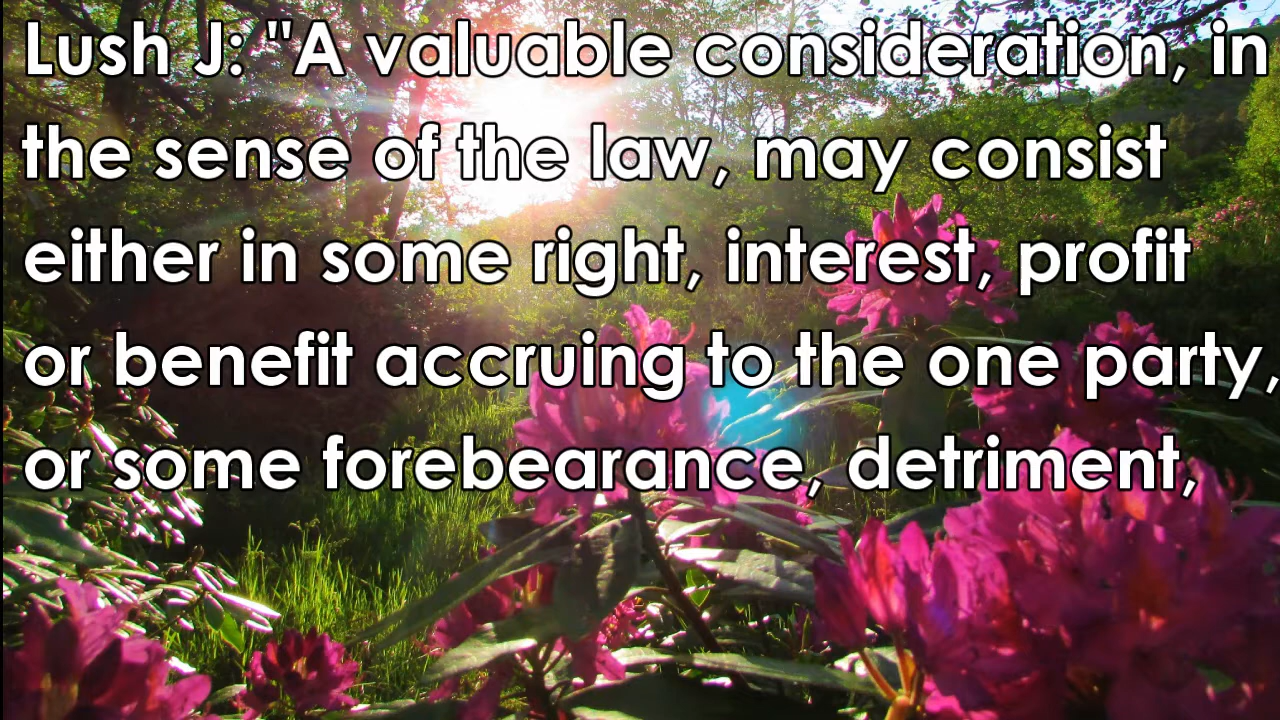 Lush J: "A valuable consideration, in
the sense of the law, may consist
either in some right, interest, profit
or benefit accruing to the one party,
or some forebearance, detriment,